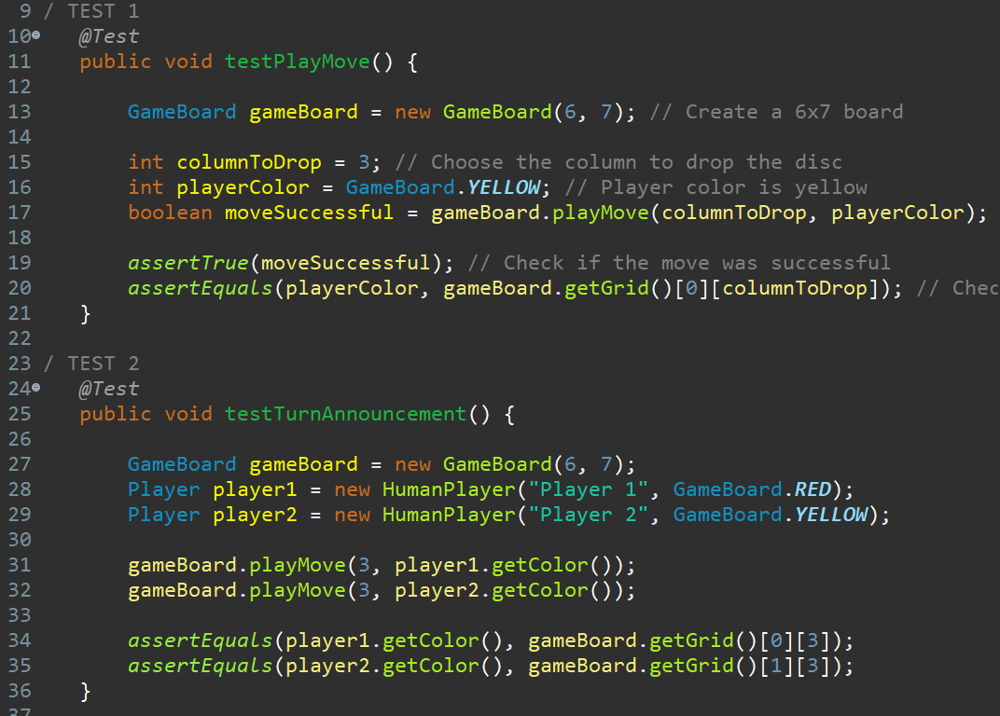 9 / TEST 1
10 @Test
11 public void testPlayMove() {
12
13 GameBoard gameBoard = new GameBoard(6, 7); // Create a 6x7 board
14
15 int columnToDrop = 3; // Choose the column to drop the disc
16 int playerColor = GameBoard.YELLOW; // Player color is yellow
17 boolean moveSuccessful = gameBoard.playMove(columnToDrop, playerColor);
18
19 assertTrue(moveSuccessful); // Check if the move was successful
20 assertEquals(playerColor, gameBoard.getGrid()[0][columnToDrop]); // Chec
21 }
22
23 / TEST 2
24 @Test
25 public void testTurnAnnouncement() {
26
27 GameBoard gameBoard = new GameBoard(6, 7);
28 Player player1 = new HumanPlayer("Player 1", GameBoard.RED);
29 Player player2 = new HumanPlayer("Player 2", GameBoard.YELLOW);
30
31 gameBoard.playMove(3, player1.getColor());
32 gameBoard.playMove(3, player2.getColor());
33
34 assertEquals(player1.getColor(), gameBoard.getGrid()[0][3]);
35 assertEquals(player2.getColor(), gameBoard.getGrid()[1][3]);
36 }
37